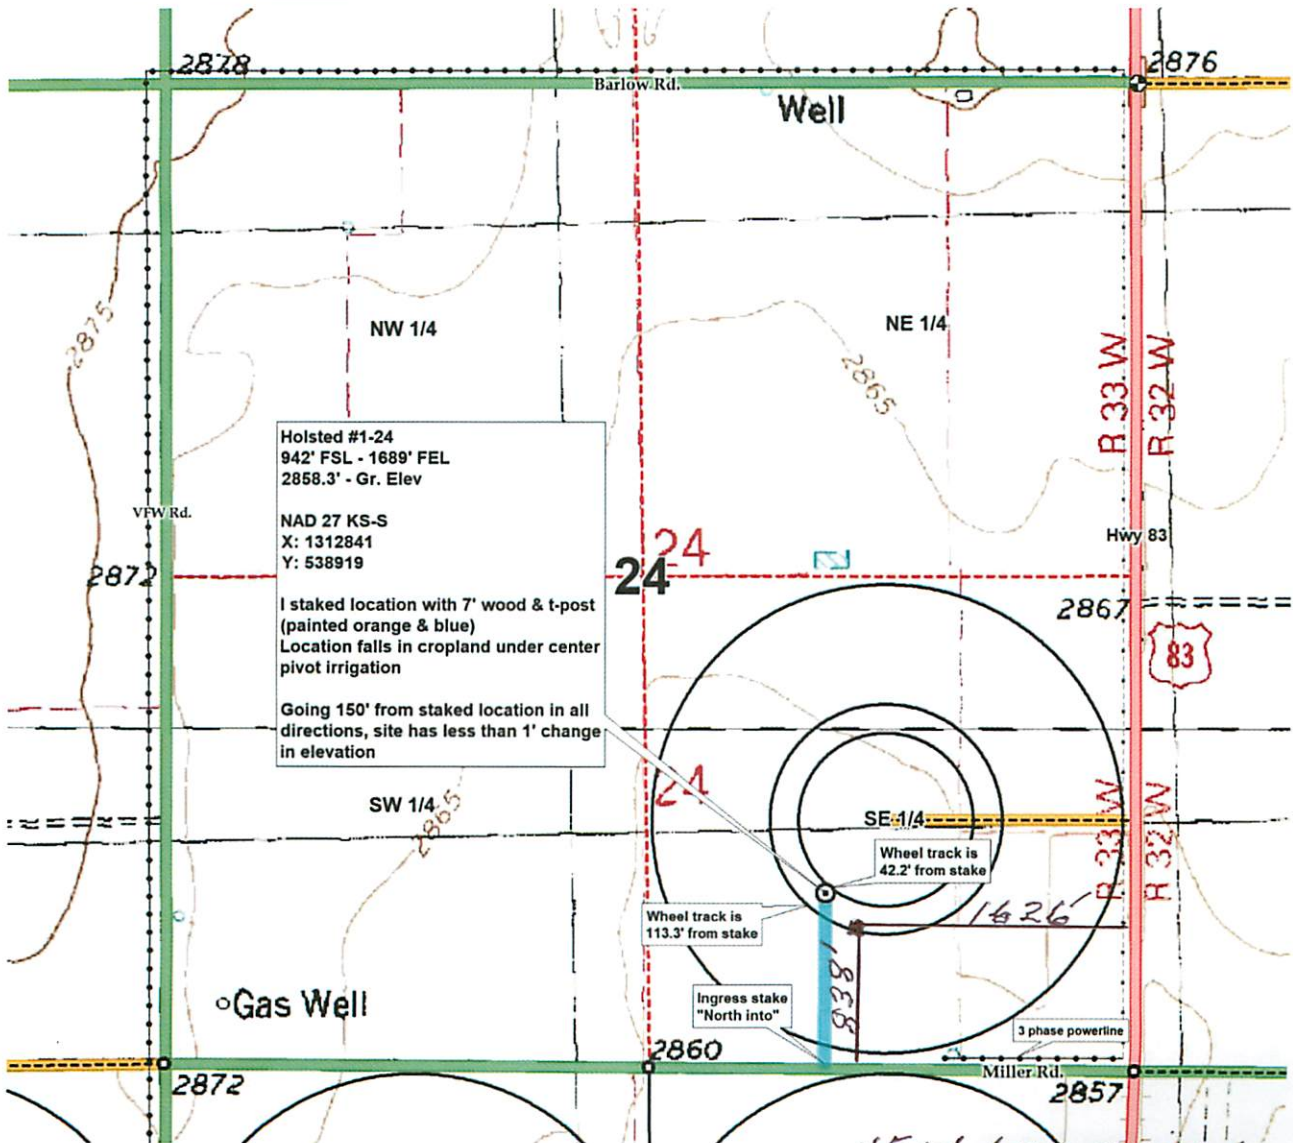 2878
2876
Barlow Rd.
Well
2875
NW 1/4
NE 1/4
2865
R 33 W
R 32 W
Holsted #1-24
942' FSL - 1689' FEL
2858.3' - Gr. Elev
NAD 27 KS-S
X: 1312841
Y: 538919
I staked location with 7' wood & t-post
(painted orange & blue)
Location falls in cropland under center
pivot irrigation
Going 150' from staked location in all
directions, site has less than 1' change
in elevation
VFW Rd.
Hwy 83
24
24
2872
2867
83
24
SW 1/4
2865
SE 1/4
R 33 W
R 32 W
Wheel track is
42.2' from stake
Wheel track is
113.3' from stake
1626
838
Ingress stake
"North into"
Gas Well
3 phase powerline
2860
Miller Rd.
2872
2857